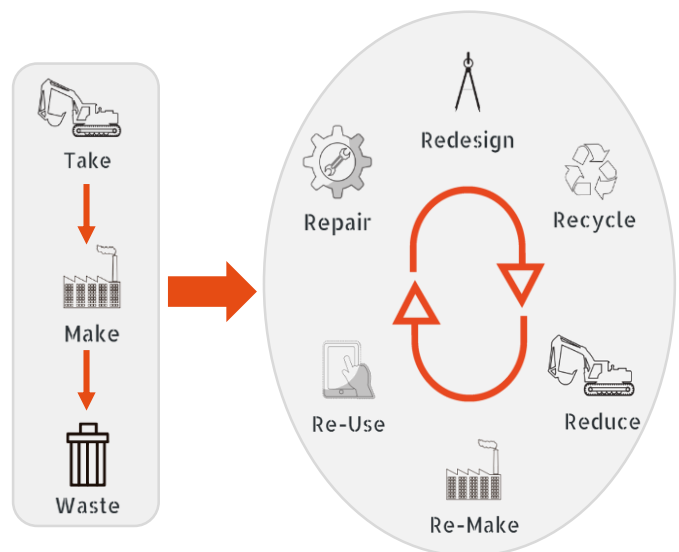 Take
Make
Waste
Redesign
Repair
Recycle
Re-Use
Reduce
Re-Make